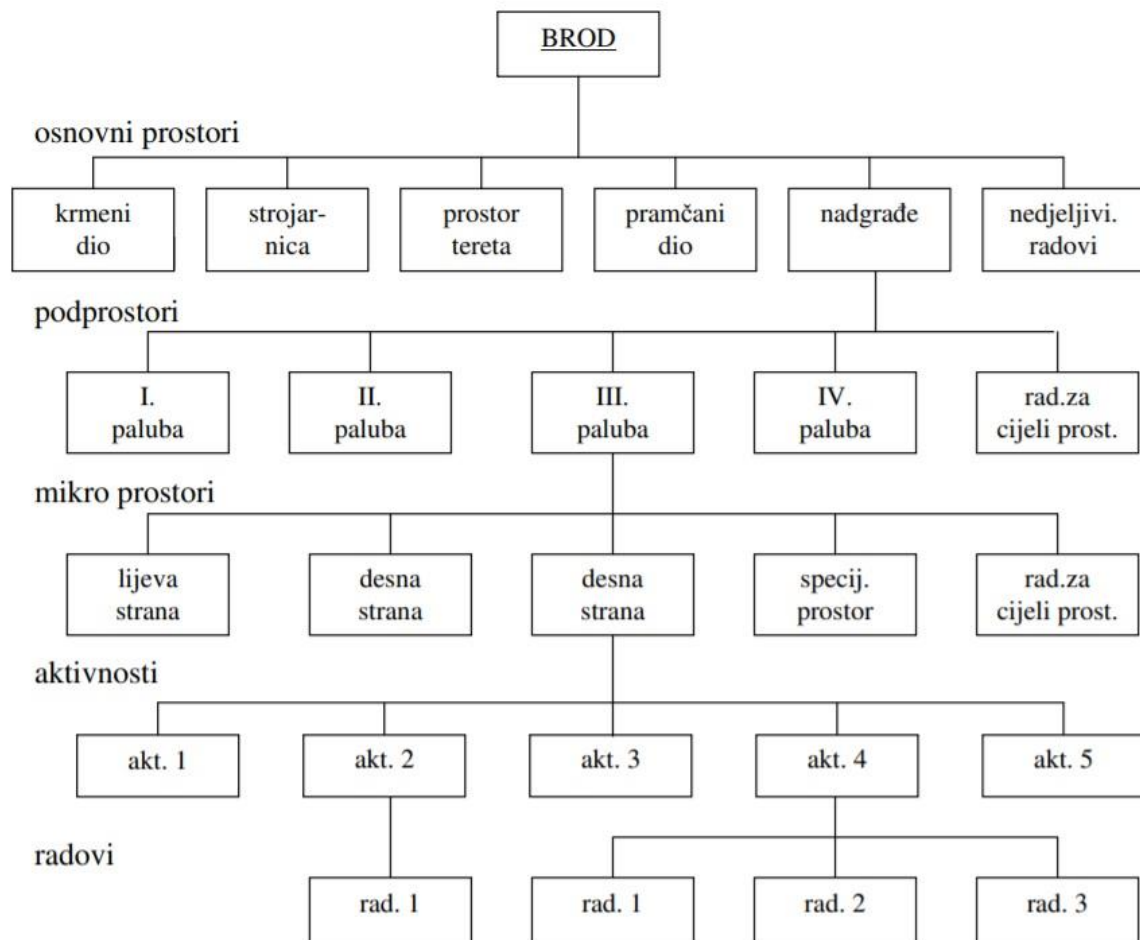 BROD
osnovni prostori
krmeni
dio
strojar-
nica
prostor
tereta
pramčani
dio
nadgrađe
nedjeljivi.
radovi
podprostori
I.
paluba
II.
paluba
III.
paluba
IV.
paluba
rad.za
cijeli prost.
mikro prostori
lijeva
strana
desna
strana
desna
strana
specij.
prostor
rad.za
cijeli prost.
aktivnosti
akt. 1
akt. 2
akt. 3
akt. 4
akt. 5
radovi
rad. 1
rad. 1
rad. 2
rad. 3